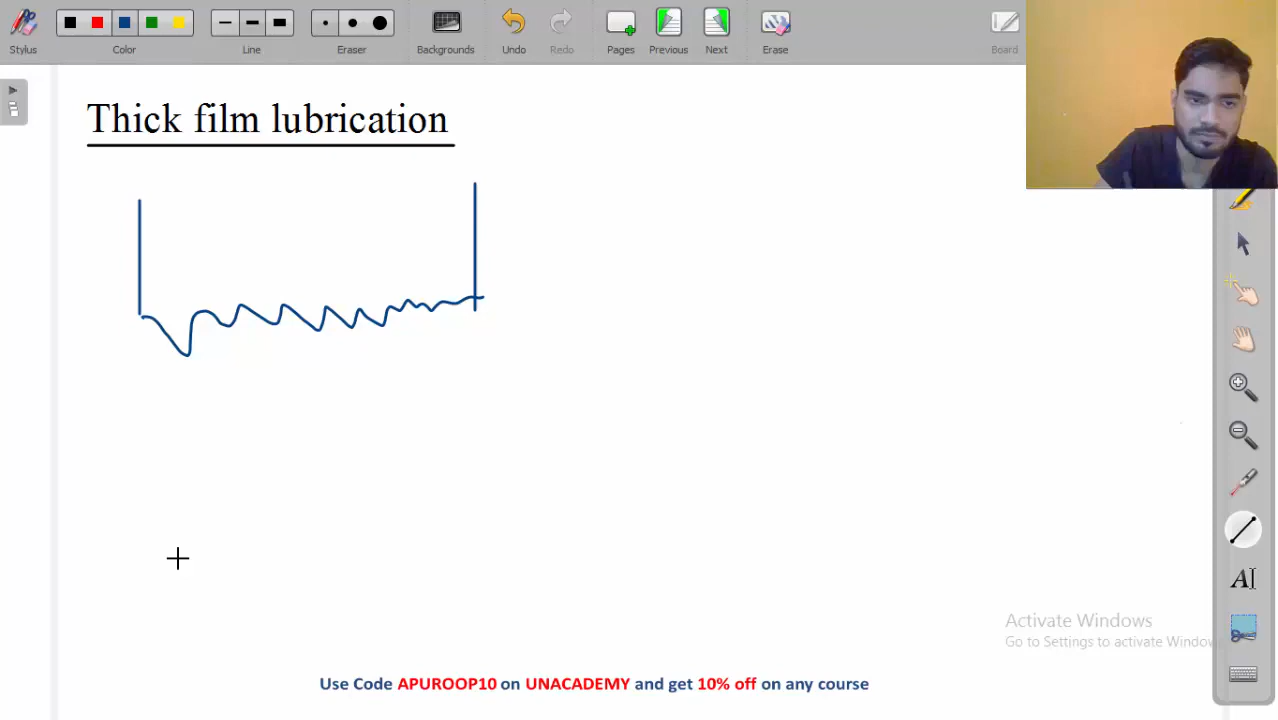 Stylus
Color
Line
Eraser
Backgrounds
Undo
Redo
Pages
Previous
Next
Erase
Board
Thick film lubrication
A
Activate Windows
Go to Settings to activate Window
Use Code APUROOP10 on UNACADEMY and get 10% off on any course